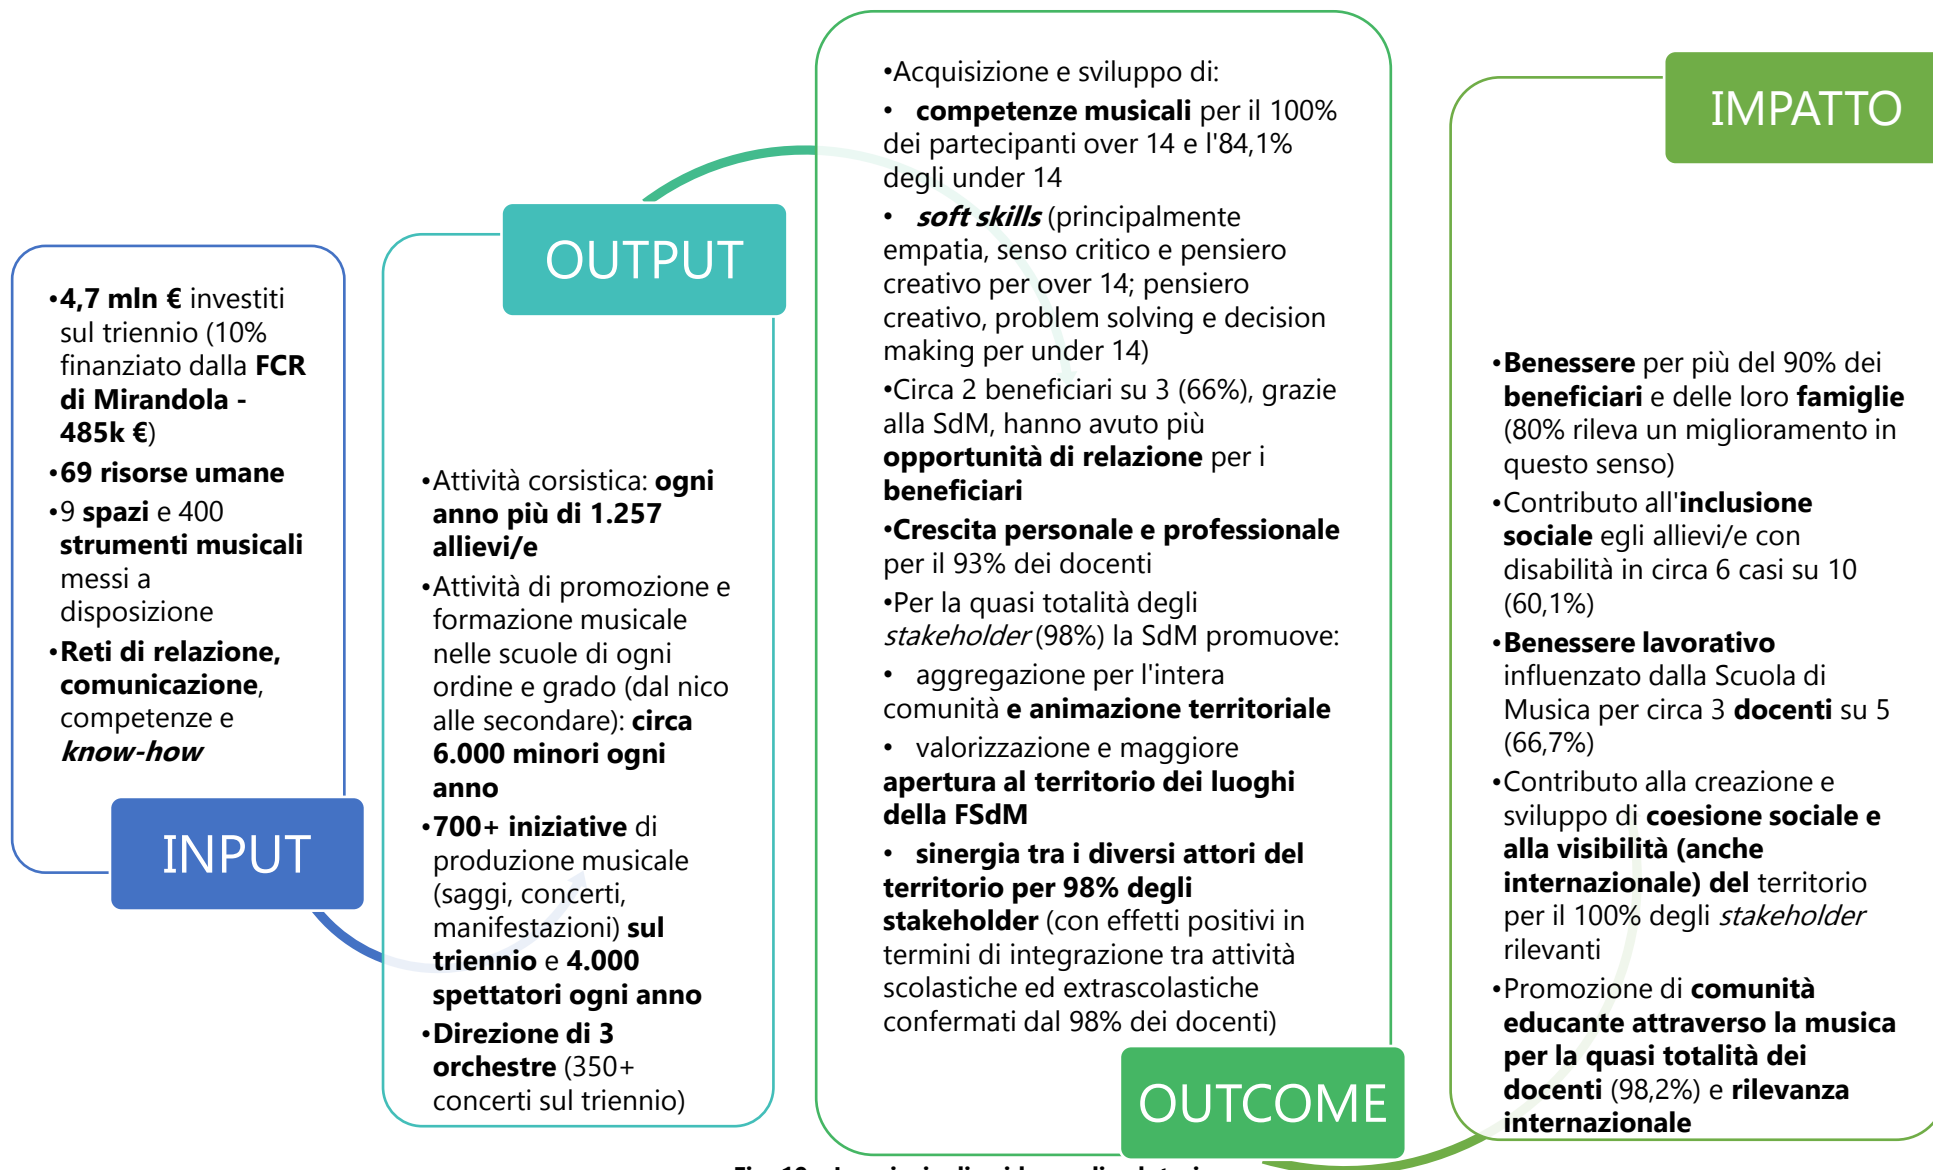 •4,7 mln € investiti
sul triennio (10%
finanziato dalla FCR
di Mirandola -
485k €)
•69 risorse umane
•9 spazi e 400
strumenti musicali
messi a
disposizione
•Reti di relazione,
comunicazione,
competenze e
know-how
INPUT
OUTPUT
•Attività corsistica: ogni
anno più di 1.257
allievi/e
•Attività di promozione e
formazione musicale
nelle scuole di ogni
ordine e grado (dal nico
alle secondare): circa
6.000 minori ogni
anno
•700+ iniziative di
produzione musicale
(saggi, concerti,
manifestazioni) sul
triennio e 4.000
spettatori ogni anno
•Direzione di 3
orchestre (350+
concerti sul triennio)
•Acquisizione e sviluppo di:
• competenze musicali per il 100%
dei partecipanti over 14 e l'84,1%
degli under 14
• soft skills (principalmente
empatia, senso critico e pensiero
creativo per over 14; pensiero
creativo, problem solving e decision
making per under 14)
•Circa 2 beneficiari su 3 (66%), grazie
alla SdM, hanno avuto più
opportunità di relazione per i
beneficiari
•Crescita personale e professionale
per il 93% dei docenti
•Per la quasi totalità degli
stakeholder (98%) la SdM promuove:
• aggregazione per l'intera
comunità e animazione territoriale
• valorizzazione e maggiore
apertura al territorio dei luoghi
della FSdM
• sinergia tra i diversi attori del
territorio per 98% degli
stakeholder (con effetti positivi in
termini di integrazione tra attività
scolastiche ed extrascolastiche
confermati dal 98% dei docenti)
OUTCOME
IMPATTO
•Benessere per più del 90% dei
beneficiari e delle loro famiglie
(80% rileva un miglioramento in
questo senso)
•Contributo all'inclusione
sociale egli allievi/e con
disabilità in circa 6 casi su 10
(60,1%)
•Benessere lavorativo
influenzato dalla Scuola di
Musica per circa 3 docenti su 5
(66,7%)
•Contributo alla creazione e
sviluppo di coesione sociale e
alla visibilità (anche
internazionale) del territorio
per il 100% degli stakeholder
rilevanti
•Promozione di comunità
educante attraverso la musica
per la quasi totalità dei
docenti (98,2%) e rilevanza
internazionale